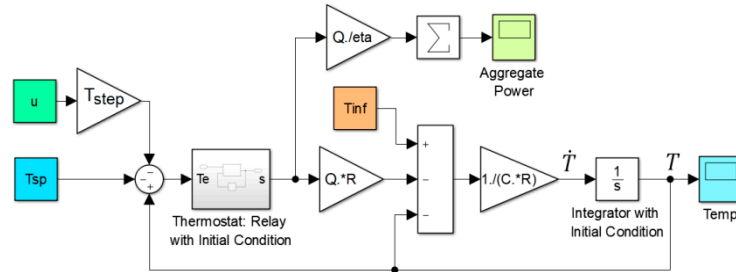 Q./eta
Σ
Aggregate
Power
u
Tstep
Tinf
Tsp
−
−
+
Te
s
Q.*R
+
−
−
1./(C.*R)
Ṫ
1
s
T
Thermostat: Relay
with Initial Condition
Integrator with
Initial Condition
Temp